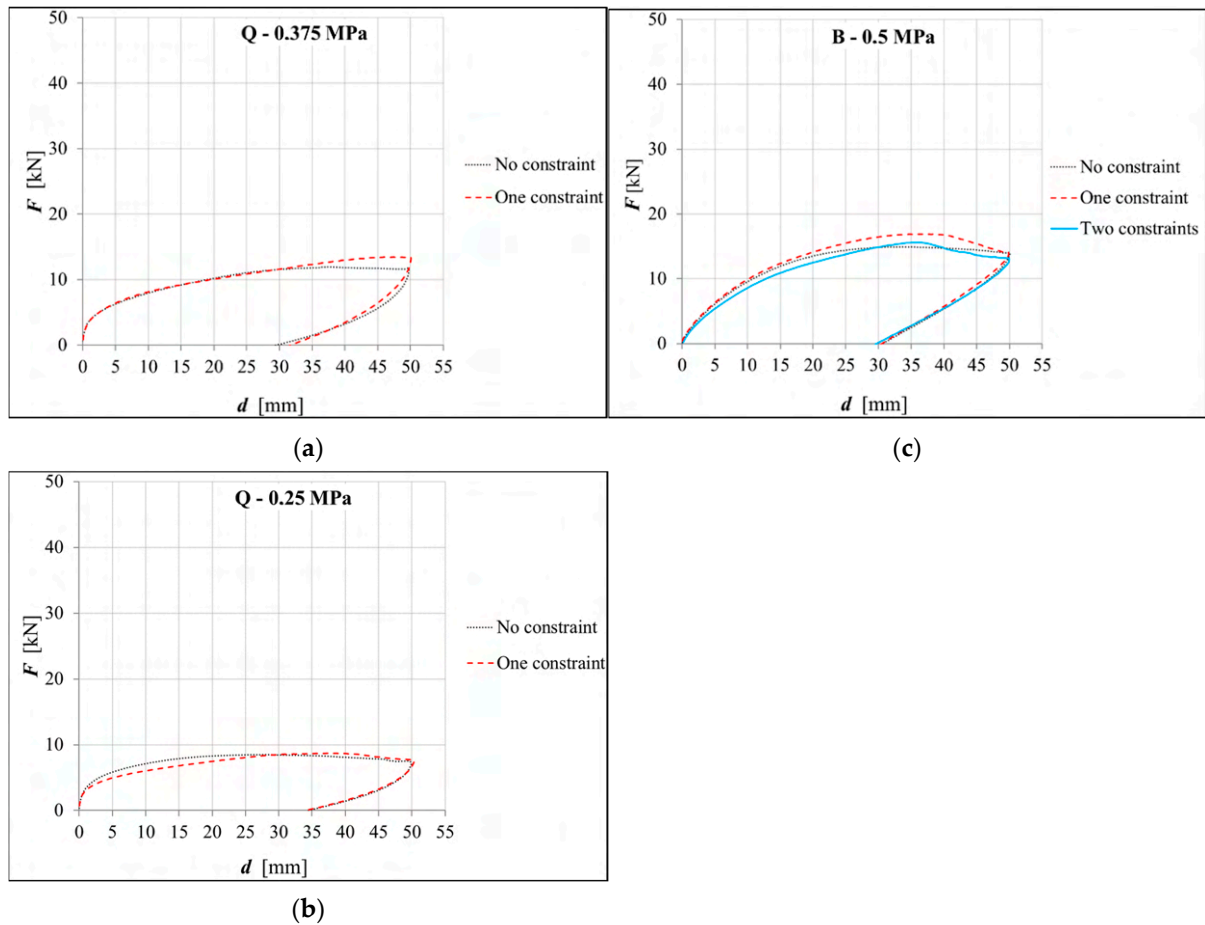 Q - 0.375 MPa
50
40
30
20
10
0
F [kN]
0 5 10 15 20 25 30 35 40 45 50 55
d [mm]
No constraint
One constraint
(a)
B - 0.5 MPa
50
40
30
20
10
0
F [kN]
0 5 10 15 20 25 30 35 40 45 50 55
d [mm]
No constraint
One constraint
Two constraints
(c)
Q - 0.25 MPa
50
40
30
20
10
0
F [kN]
0 5 10 15 20 25 30 35 40 45 50 55
d [mm]
No constraint
One constraint
(b)